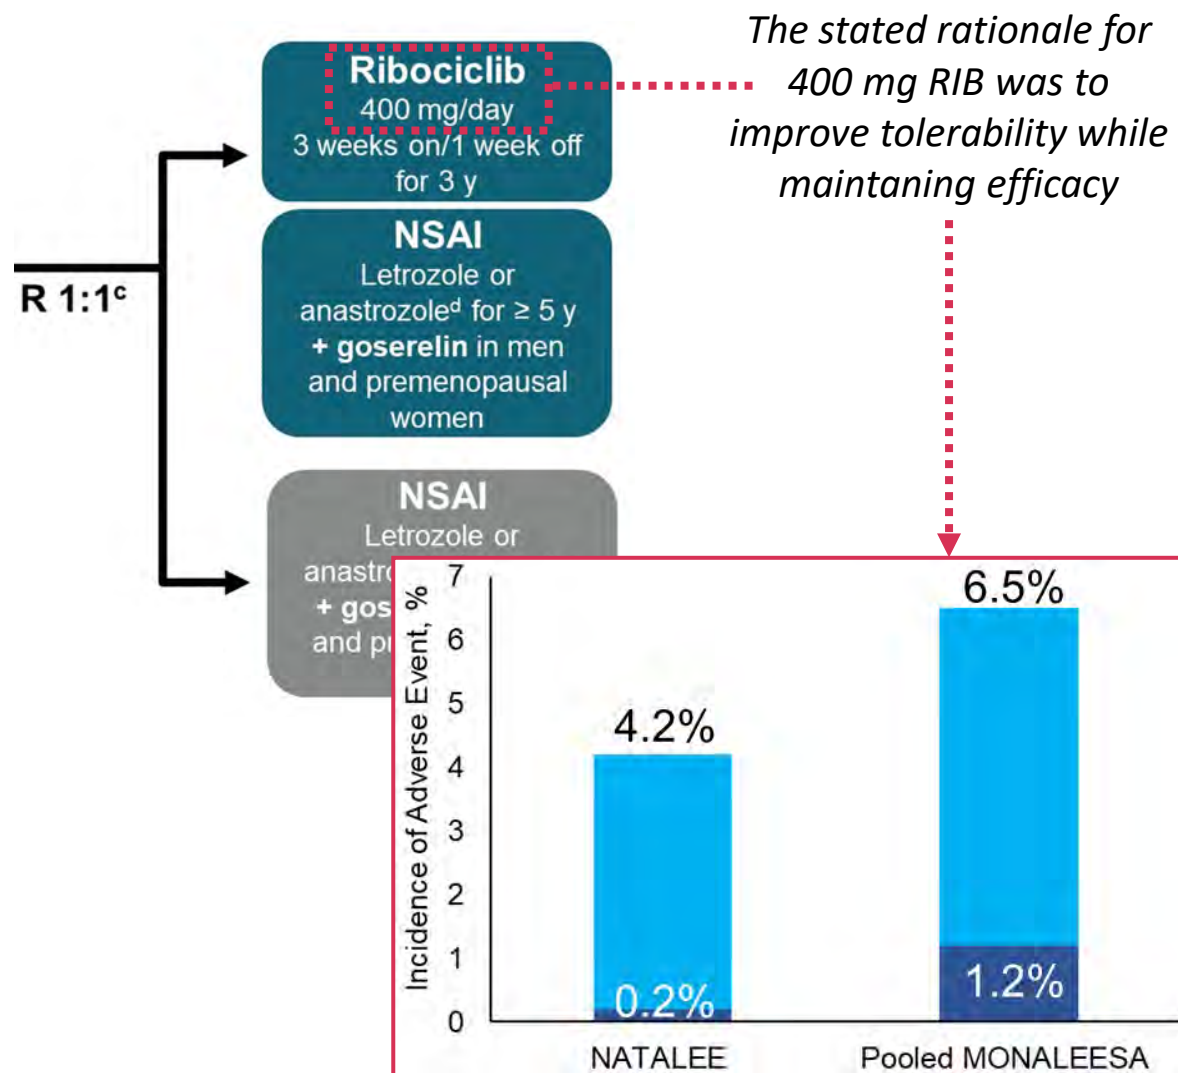 Ribociclib
400 mg/day
3 weeks on/1 week off
for 3 y
The stated rationale for
400 mg RIB was to
improve tolerability while
maintaning efficacy
NSAI
Letrozole or
anastrozoleᵈ for ≥ 5 y
+ goserelin in men
and premenopausal
women
R 1:1ᶜ
NSAI
Letrozole or
anastro
+ gos
and pr
Incidence of Adverse Event, %
7
6
5
4
3
2
1
0
4.2%
0.2%
6.5%
1.2%
NATALEE
Pooled MONALEESA